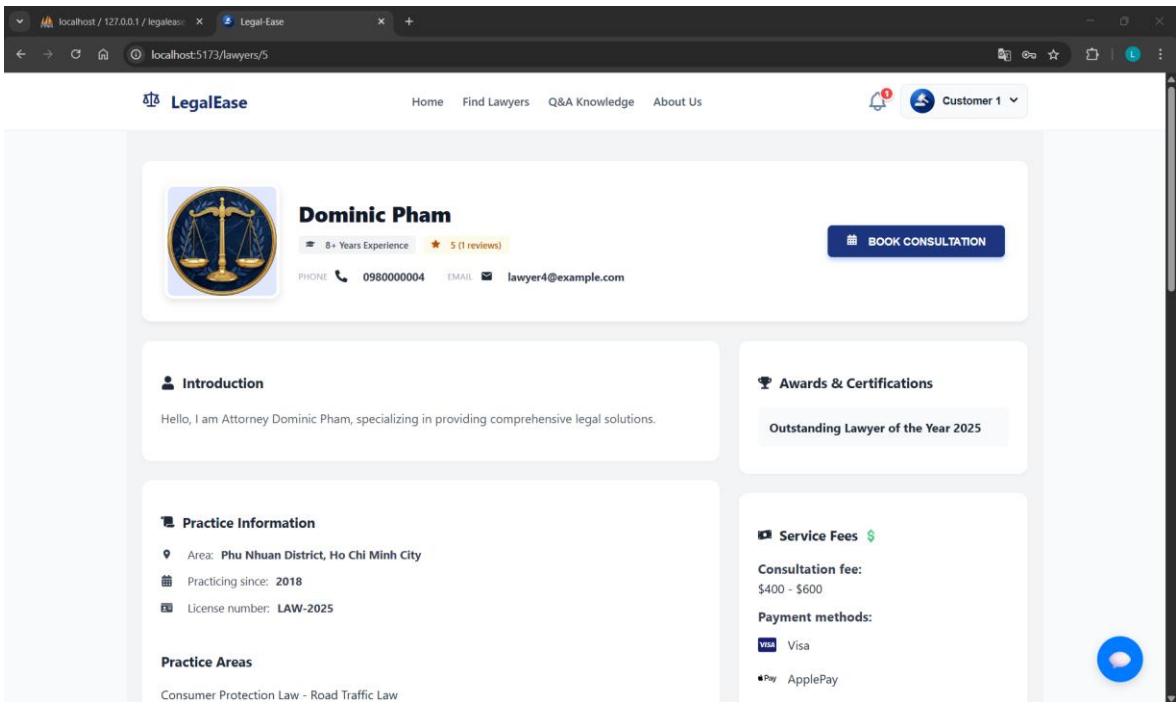 localhost / 127.0.0.1 / legalease
Legal-Ease
localhost:5173/lawyers/5
L
LegalEase
Home Find Lawyers Q&A Knowledge About Us
1
Customer 1
Dominic Pham
8+ Years Experience
5 (1 reviews)
BOOK CONSULTATION
PHONE 0980000004 EMAIL lawyer4@example.com
Introduction
Hello, I am Attorney Dominic Pham, specializing in providing comprehensive legal solutions.
Awards & Certifications
Outstanding Lawyer of the Year 2025
Practice Information
Area: Phu Nhuan District, Ho Chi Minh City
Practicing since: 2018
License number: LAW-2025
Practice Areas
Consumer Protection Law - Road Traffic Law
Service Fees $
Consultation fee:
$400 - $600
Payment methods:
VISA Visa
Pay ApplePay